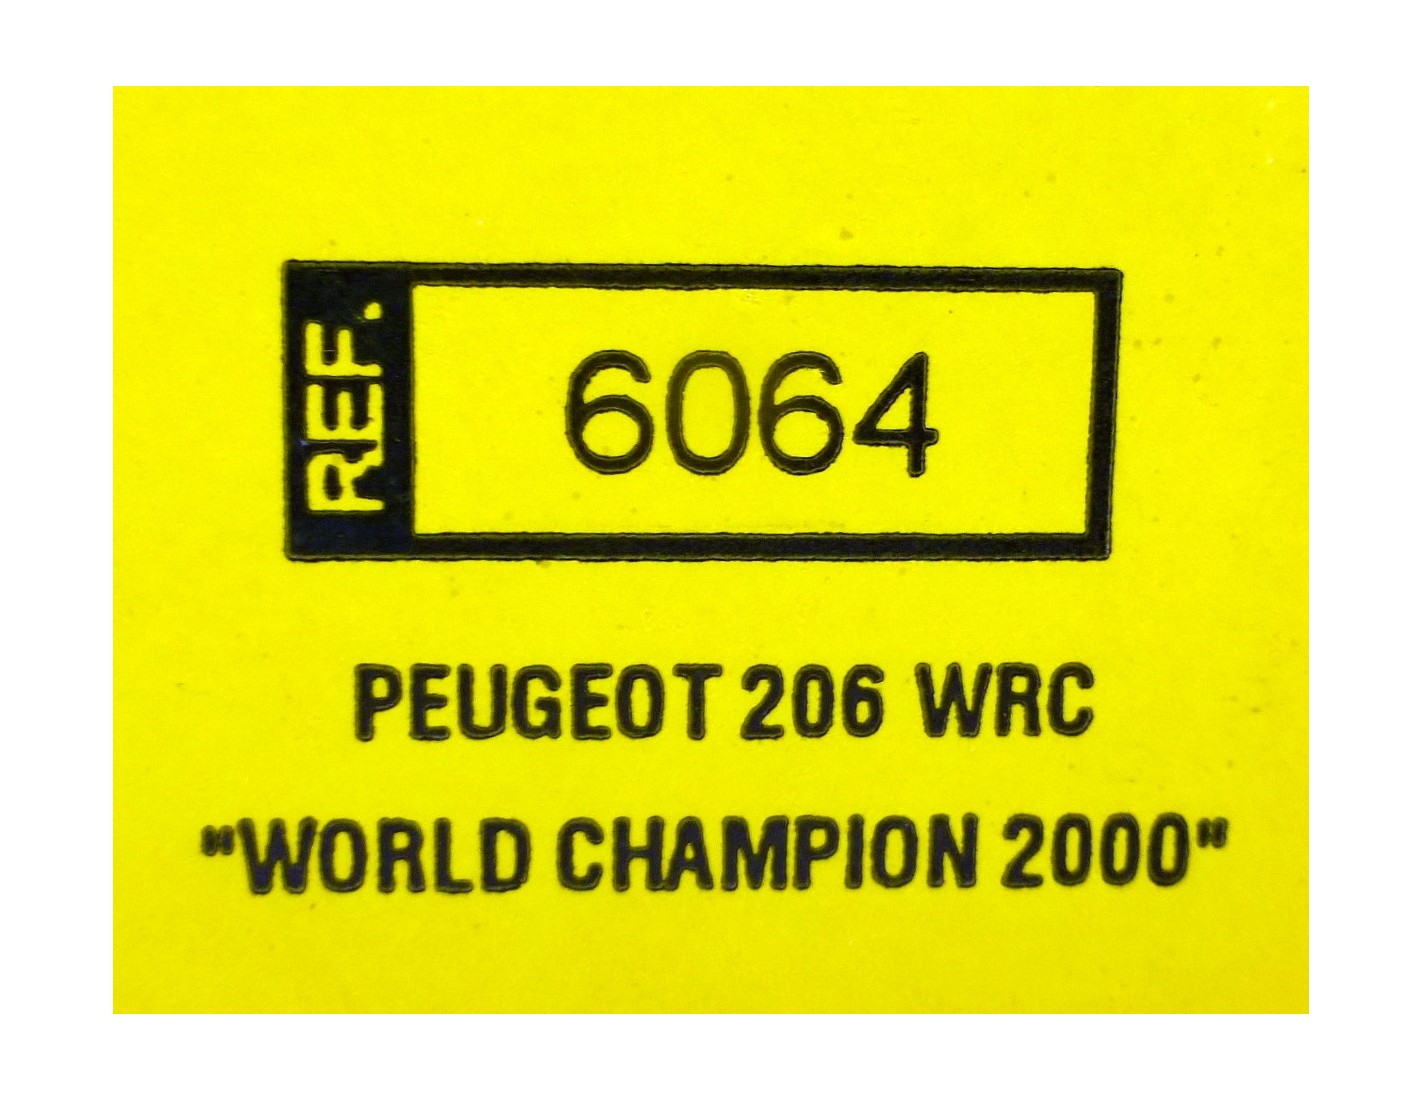 REF. 6064
PEUGEOT 206 WRC
"WORLD CHAMPION 2000"